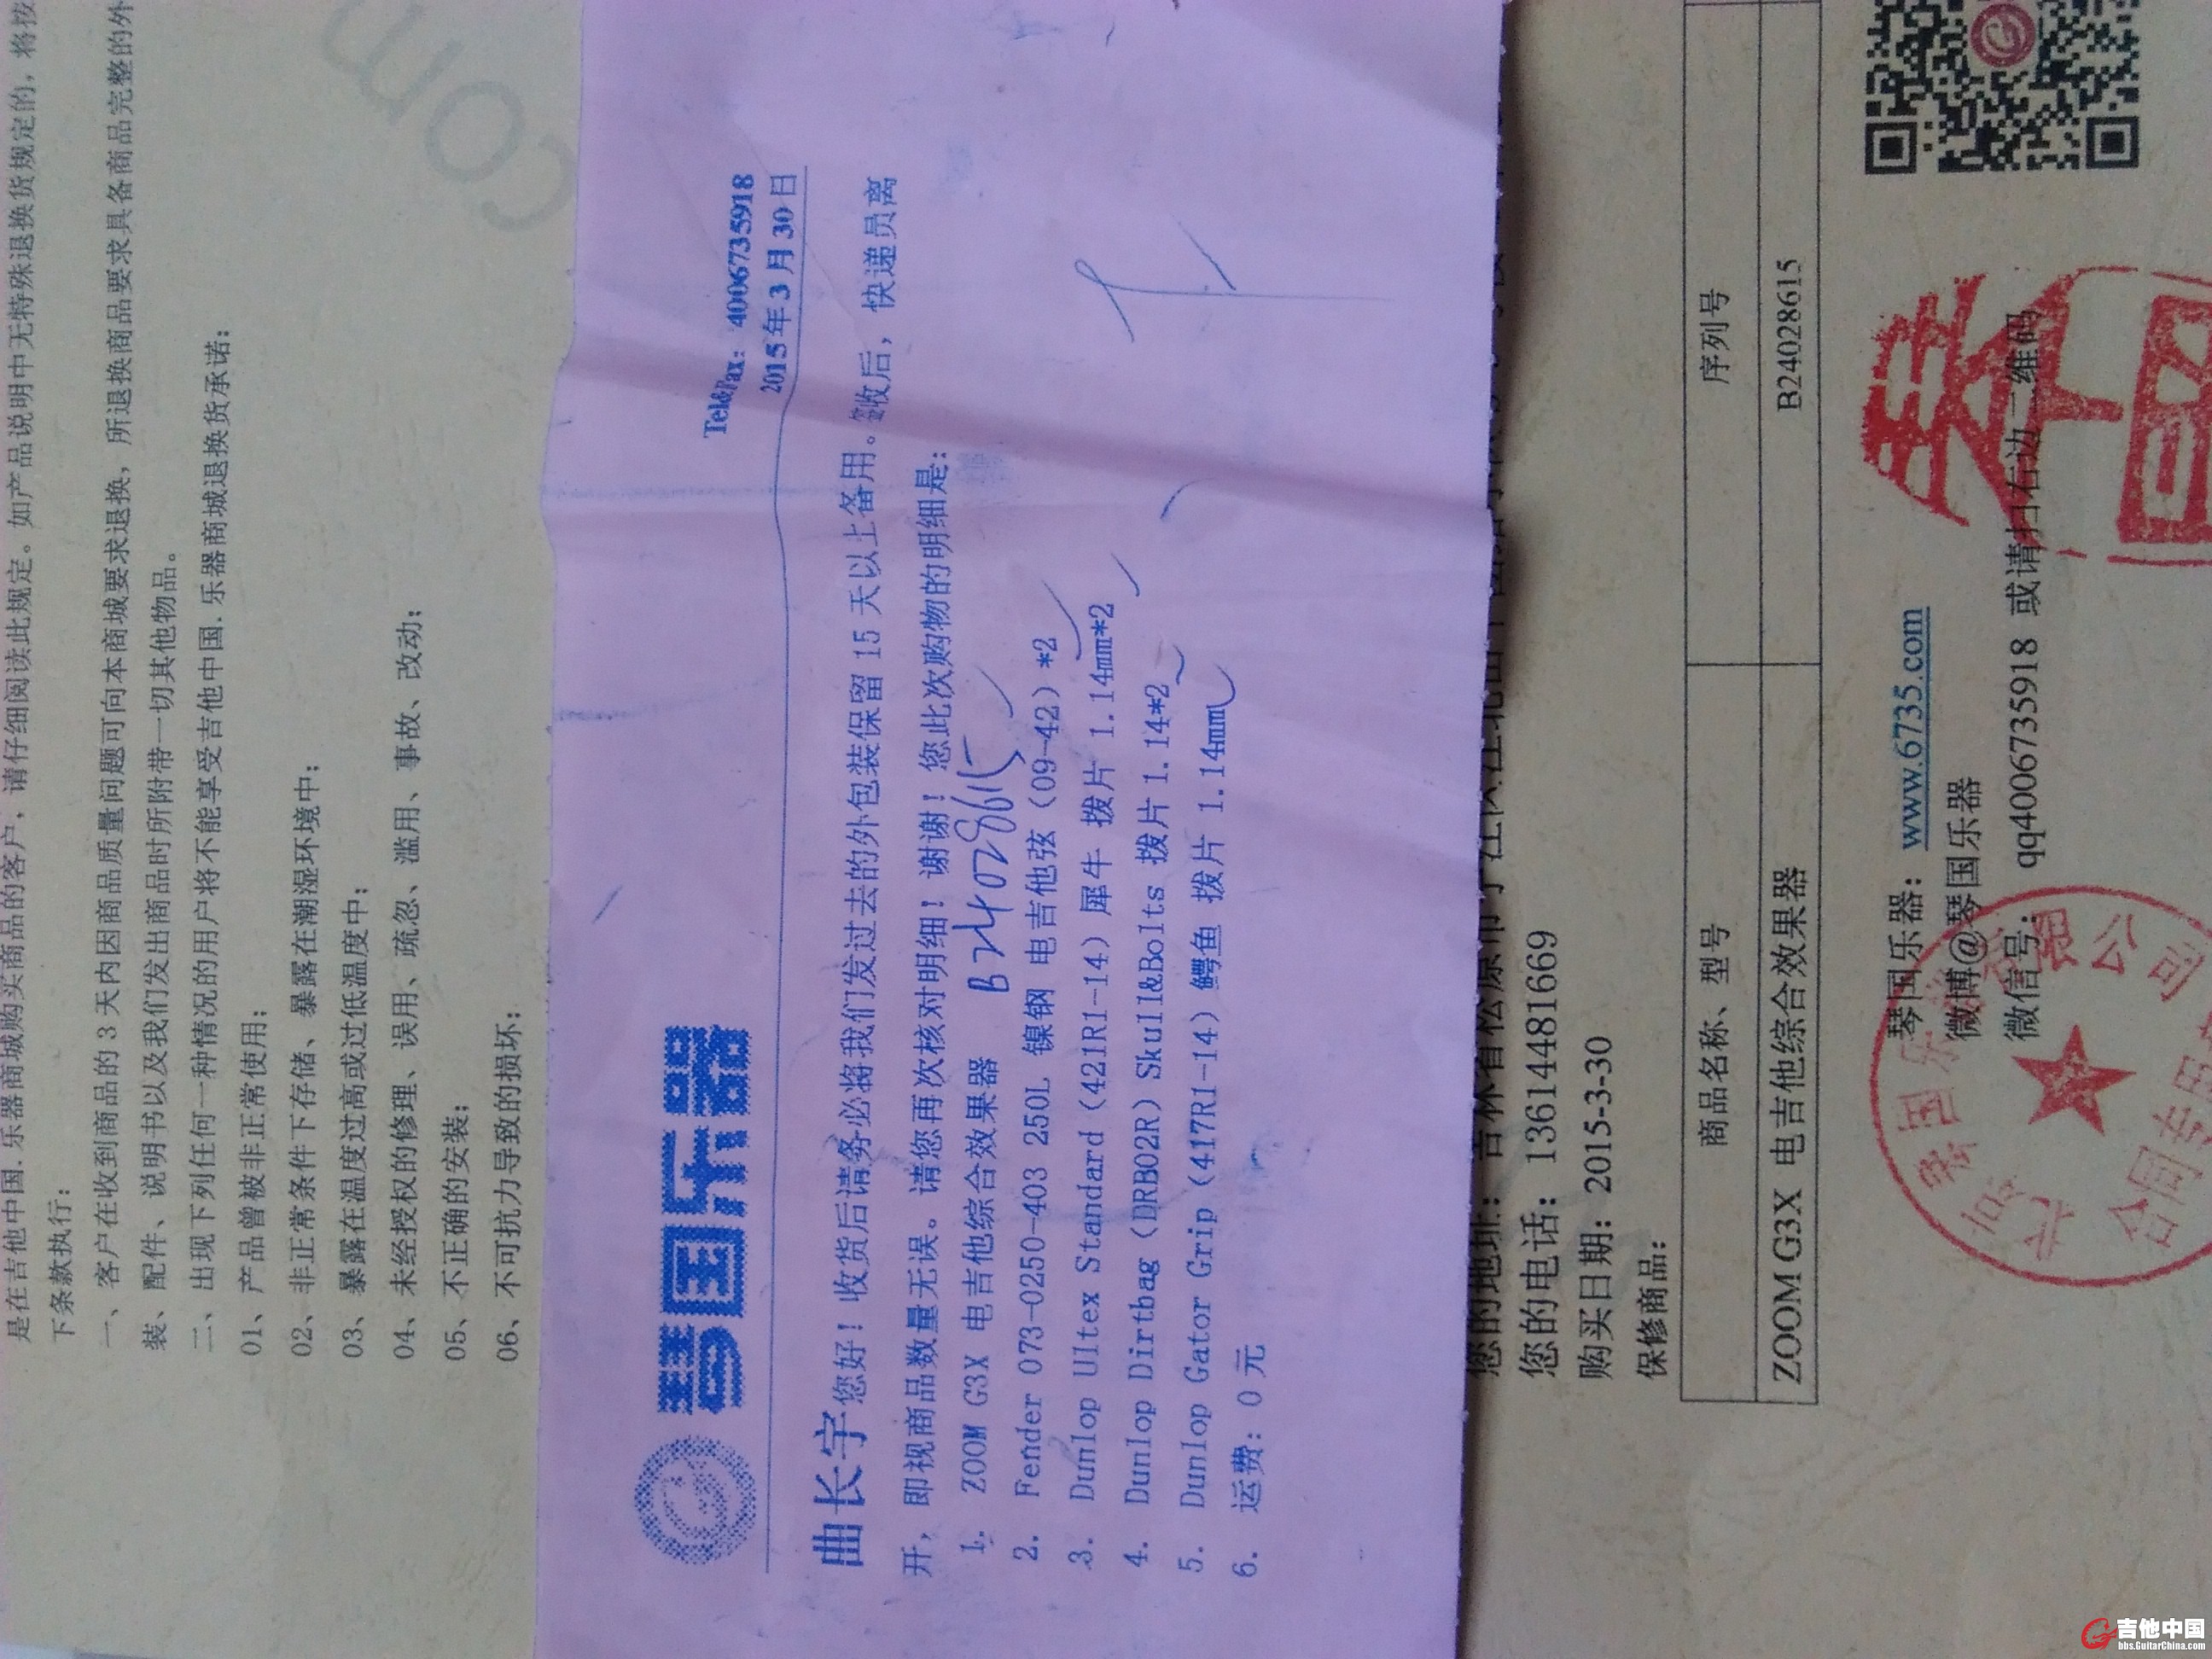 com
是在吉他中国.乐器商城购买商品的客户，请仔细阅读此规定。如产品说明中无特殊退换货规定的，将按
下条款执行：
一、客户在收到商品的 3 天内因商品质量问题可向本商城要求退换，所退换商品要求具备商品完整的外
装、配件、说明书以及我们发出商品时所附带一切其他物品。
二、出现下列任何一种情况的用户将不能享受吉他中国.乐器商城退换货承诺：
01、产品曾被非正常使用；
02、非正常条件下存储、暴露在潮湿环境中；
03、暴露在温度过高或过低温度中；
04、未经授权的修理、误用、疏忽、滥用、事故、改动；
05、不正确的安装；
06、不可抗力导致的损坏；
琴国乐器
Tel&Fax：4006735918
2015 年 3 月 30 日
曲长宇您好！收货后请务必将我们发过去的外包装保留 15 天以上备用。签收后，快递员离
开，即视商品数量无误。请您再次核对明细！谢谢！您此次购物的明细是：
1. ZOOM G3X 电吉他综合效果器 B24028615
2. Fender 073-0250-403 250L 镍钢 电吉他弦（09-42）*2
3. Dunlop Ultex Standard（421R1-14）犀牛 拨片 1.14mm*2
4. Dunlop Dirtbag（DRB02R）Skull&Bolts 拨片 1.14*2
5. Dunlop Gator Grip（417R1-14）鳄鱼 拨片 1.14mm
6. 运费：0 元
您的地址：吉林省松原市
您的电话：13614481669
购买日期：2015-3-30
保修商品：
商品名称、型号 序列号
ZOOM G3X 电吉他综合效果器 B24028615
琴国乐器：www.6735.com
微博@琴国乐器
微信号：qq4006735918 或请扫右边二维码
琴国
公司
合同专用
吉他中国
bbs.GuitarChina.com